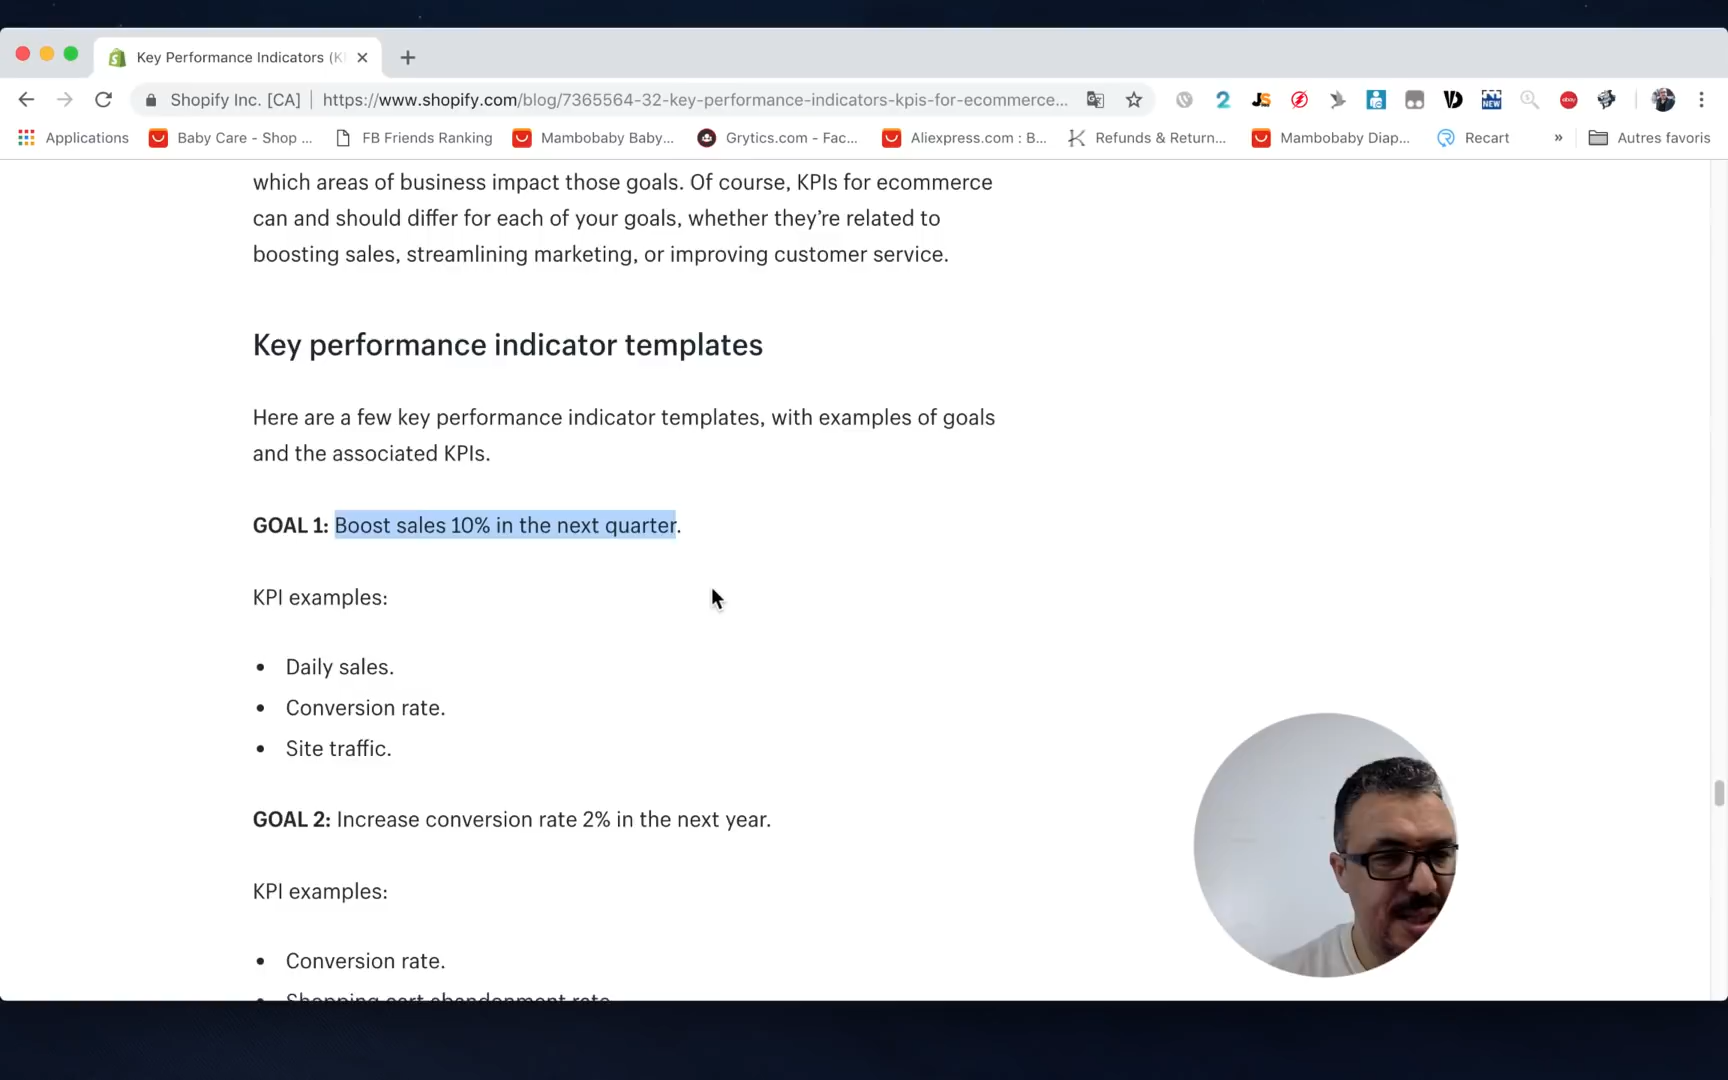 Key Performance Indicators (K
Shopify Inc. [CA] | https://www.shopify.com/blog/7365564-32-key-performance-indicators-kpis-for-ecommerce...
Applications
Baby Care - Shop ...
FB Friends Ranking
Mambobaby Baby...
Grytics.com - Fac...
Aliexpress.com : B...
Refunds & Return...
Mambobaby Diap...
Recart
»
Autres favoris
which areas of business impact those goals. Of course, KPIs for ecommerce
can and should differ for each of your goals, whether they’re related to
boosting sales, streamlining marketing, or improving customer service.
Key performance indicator templates
Here are a few key performance indicator templates, with examples of goals
and the associated KPIs.
GOAL 1: Boost sales 10% in the next quarter.
KPI examples:
• Daily sales.
• Conversion rate.
• Site traffic.
GOAL 2: Increase conversion rate 2% in the next year.
KPI examples:
• Conversion rate.
• Shopping cart abandonment rate.